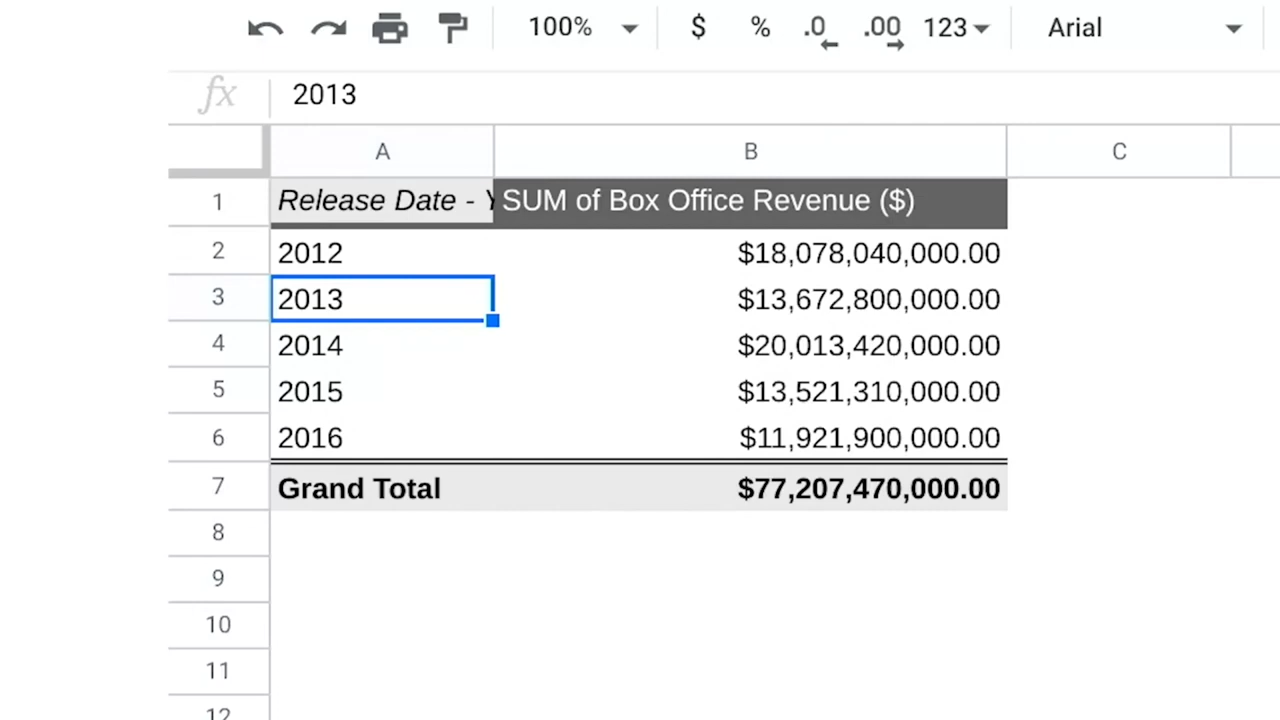 100% $ % .0 .00 123 Arial
fx 2013
A B C
1 Release Date - SUM of Box Office Revenue ($)
2 2012 $18,078,040,000.00
3 2013 $13,672,800,000.00
4 2014 $20,013,420,000.00
5 2015 $13,521,310,000.00
6 2016 $11,921,900,000.00
7 Grand Total $77,207,470,000.00
8
9
10
11
12